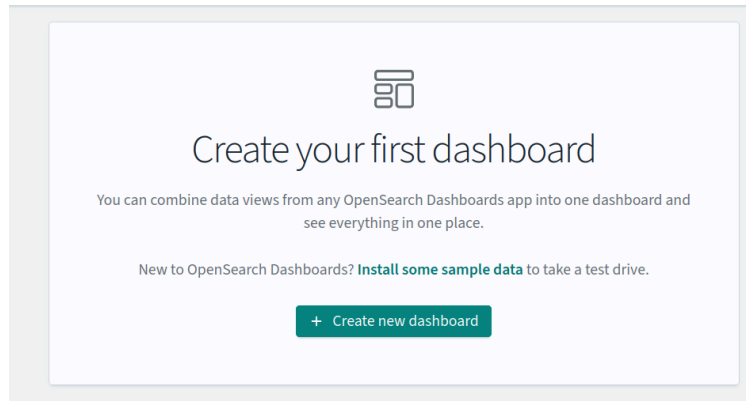 Create your first dashboard
You can combine data views from any OpenSearch Dashboards app into one dashboard and
see everything in one place.
New to OpenSearch Dashboards? Install some sample data to take a test drive.
+ Create new dashboard